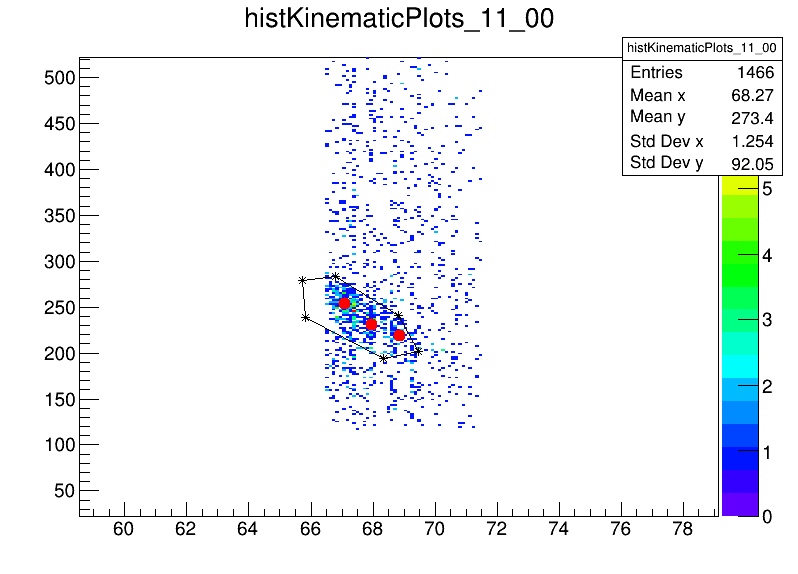 histKinematicPlots_11_00
histKinematicPlots_11_00
Entries 1466
Mean x 68.27
Mean y 273.4
Std Dev x 1.254
Std Dev y 92.05
500
450
400
350
300
250
200
150
100
50
60 62 64 66 68 70 72 74 76 78
5
4
3
2
1
0